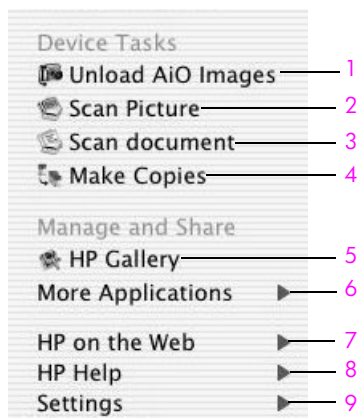 Device Tasks
Unload AiO Images 1
Scan Picture 2
Scan document 3
Make Copies 4
Manage and Share
HP Gallery 5
More Applications 6
HP on the Web 7
HP Help 8
Settings 9